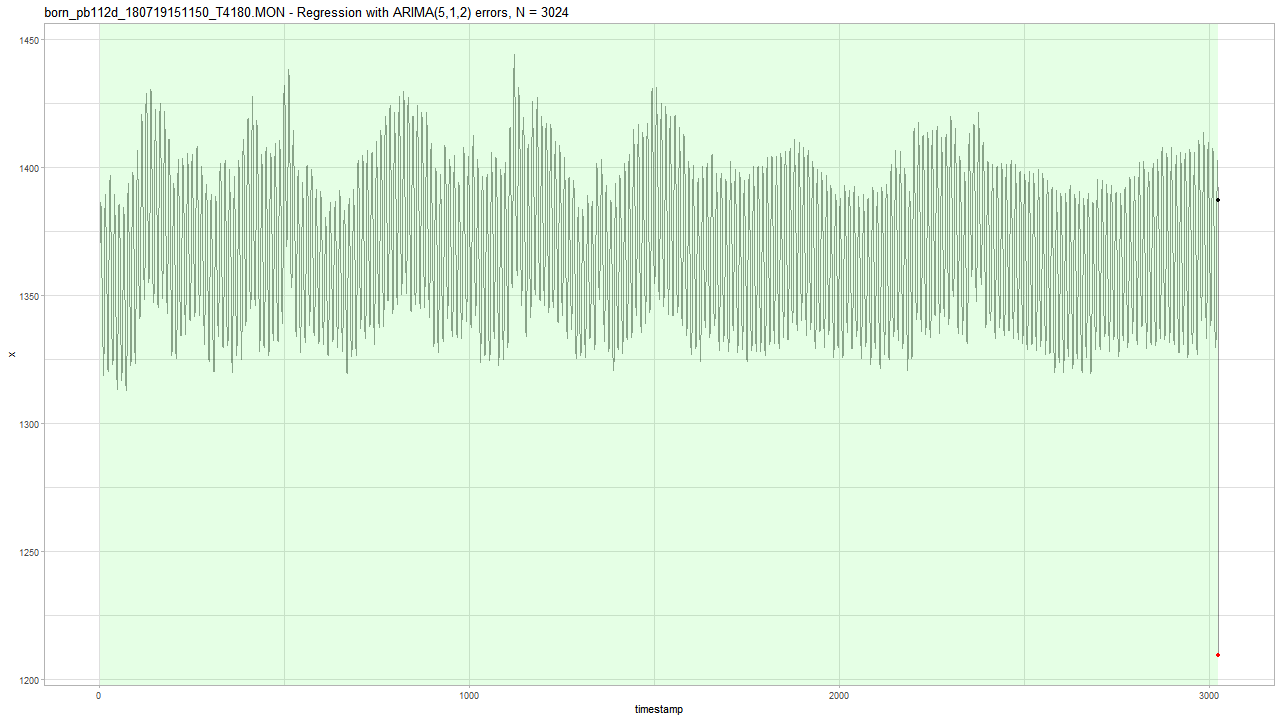 born_pb112d_180719151150_T4180.MON - Regression with ARIMA(5,1,2) errors, N = 3024
1450
1400
1350
x
1300
1250
1200
0 1000 2000 3000
timestamp